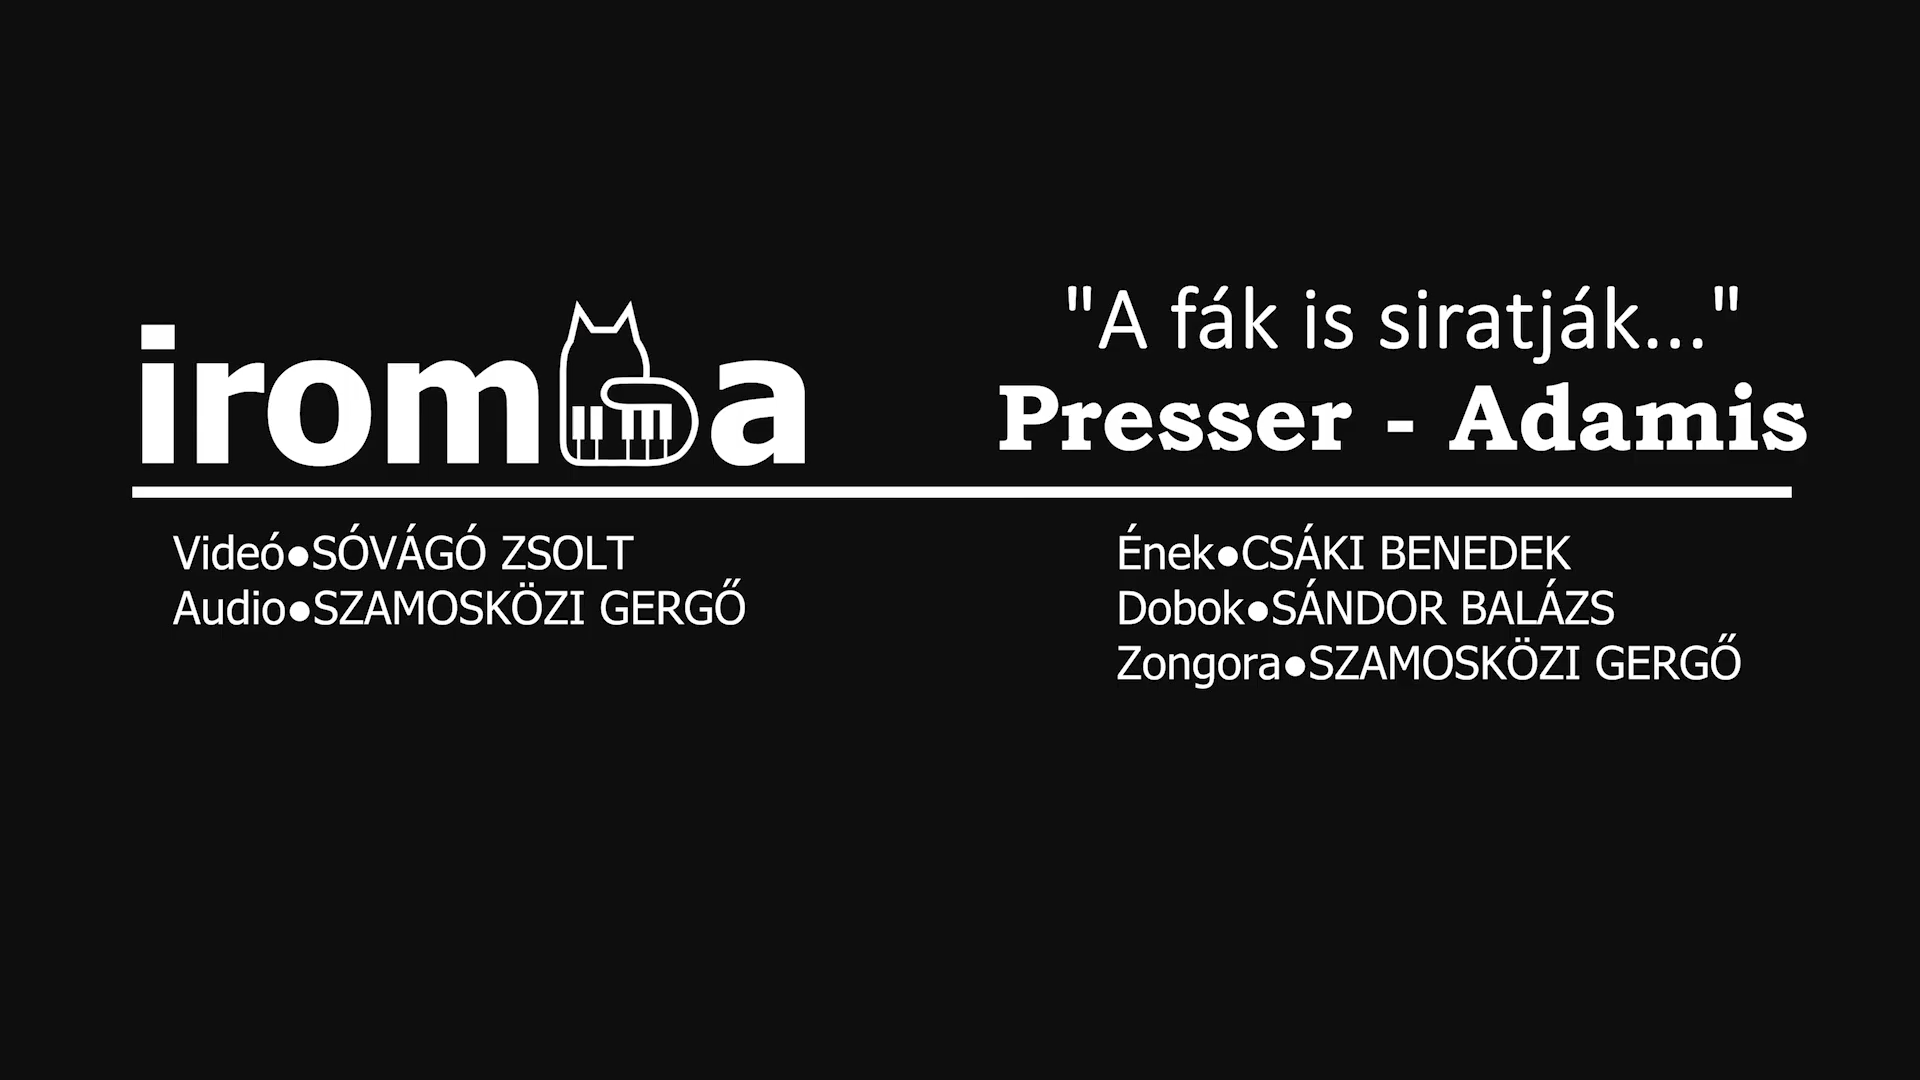 iromba
"A fák is siratják..."
Presser - Adamis
Videó●SÓVÁGÓ ZSOLT
Audio●SZAMOSKÖZI GERGŐ
Ének●CSÁKI BENEDEK
Dobok●SÁNDOR BALÁZS
Zongora●SZAMOSKÖZI GERGŐ